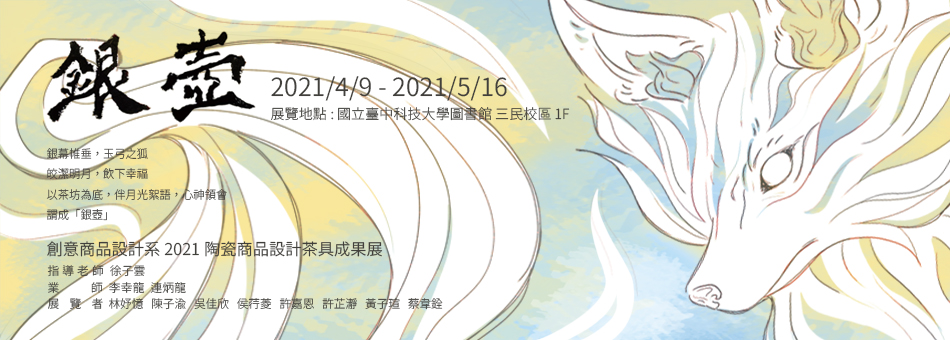 銀壺
2021/4/9 - 2021/5/16
展覽地點 : 國立臺中科技大學圖書館 三民校區 1F
銀幕惟垂，玉弓之狐
皎潔明月，飲下幸福
以茶坊為底，伴月光絮語，心神領會
謂成「銀壺」
創意商品設計系 2021 陶瓷商品設計茶具成果展
指導老師 徐子雲
業師 李幸龍 連炳龍
展覽者 林妤憶 陳子渝 吳佳欣 侯荇菱 許嘉恩 許芷瀞 黃子瑄 蔡韋銓